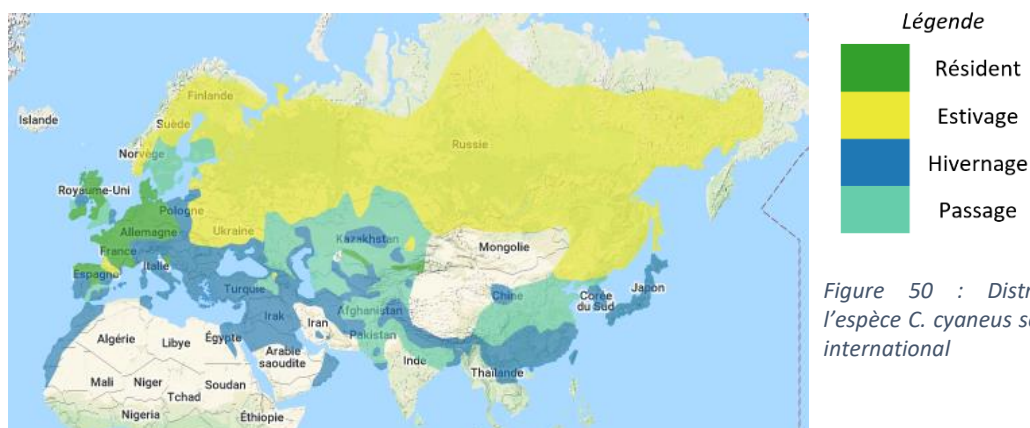 Islande
Finlande
Suède
Norvège
Russie
Royaume-Uni
Pologne
Allemagne
Ukraine
France
Kazakhstan
Mongolie
Espagne
Italie
Turquie
Chine
Corée
du Sud
Japon
Afghanistan
Irak
Iran
Pakistan
Algérie
Libye
Égypte
Arabie
saoudite
Inde
Thaïlande
Mali
Niger
Tchad
Soudan
Nigeria
Éthiopie
Légende
Résident
Estivage
Hivernage
Passage
Figure 50 : Distr
l'espèce C. cyaneus s
international